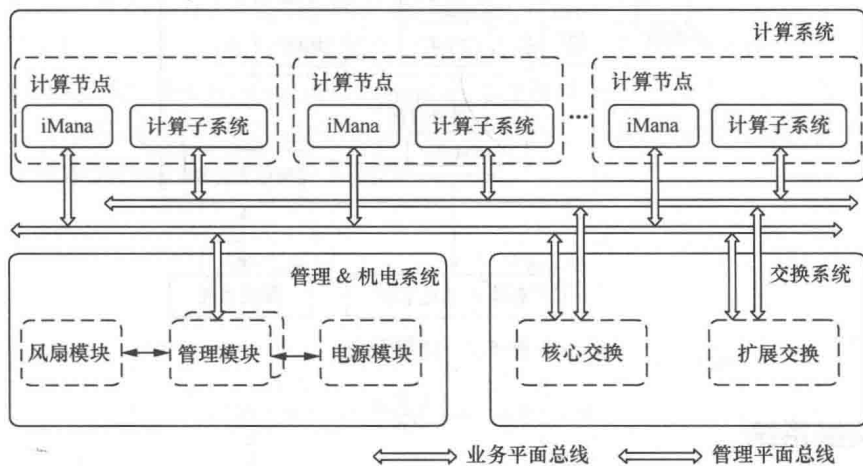 计算系统
计算节点 计算节点 计算节点
iMana 计算子系统 iMana 计算子系统 ··· iMana 计算子系统
管理 & 机电系统 交换系统
风扇模块 管理模块 电源模块 核心交换 扩展交换
业务平面总线 管理平面总线